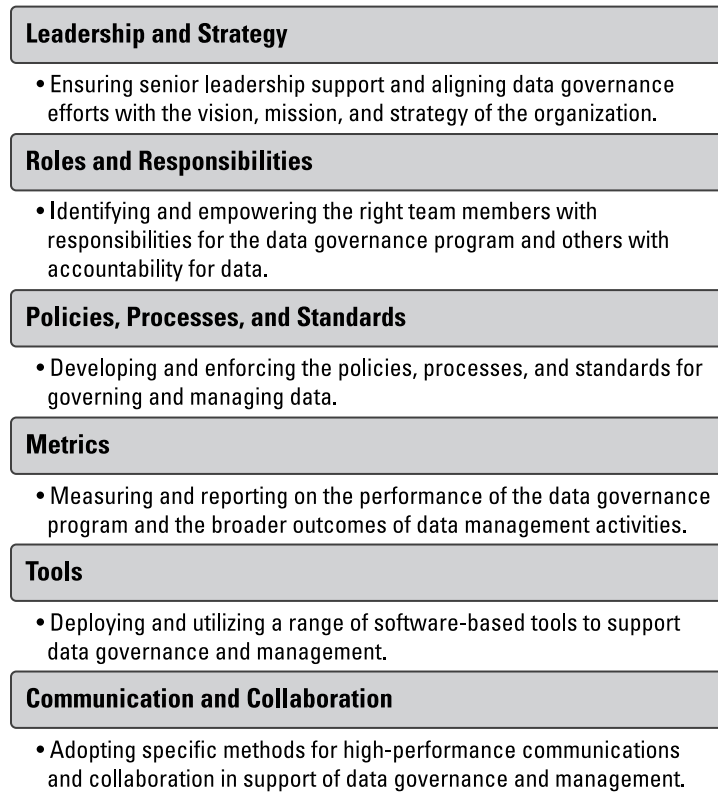 Leadership and Strategy
• Ensuring senior leadership support and aligning data governance
efforts with the vision, mission, and strategy of the organization.
Roles and Responsibilities
• Identifying and empowering the right team members with
responsibilities for the data governance program and others with
accountability for data.
Policies, Processes, and Standards
• Developing and enforcing the policies, processes, and standards for
governing and managing data.
Metrics
• Measuring and reporting on the performance of the data governance
program and the broader outcomes of data management activities.
Tools
• Deploying and utilizing a range of software-based tools to support
data governance and management.
Communication and Collaboration
• Adopting specific methods for high-performance communications
and collaboration in support of data governance and management.